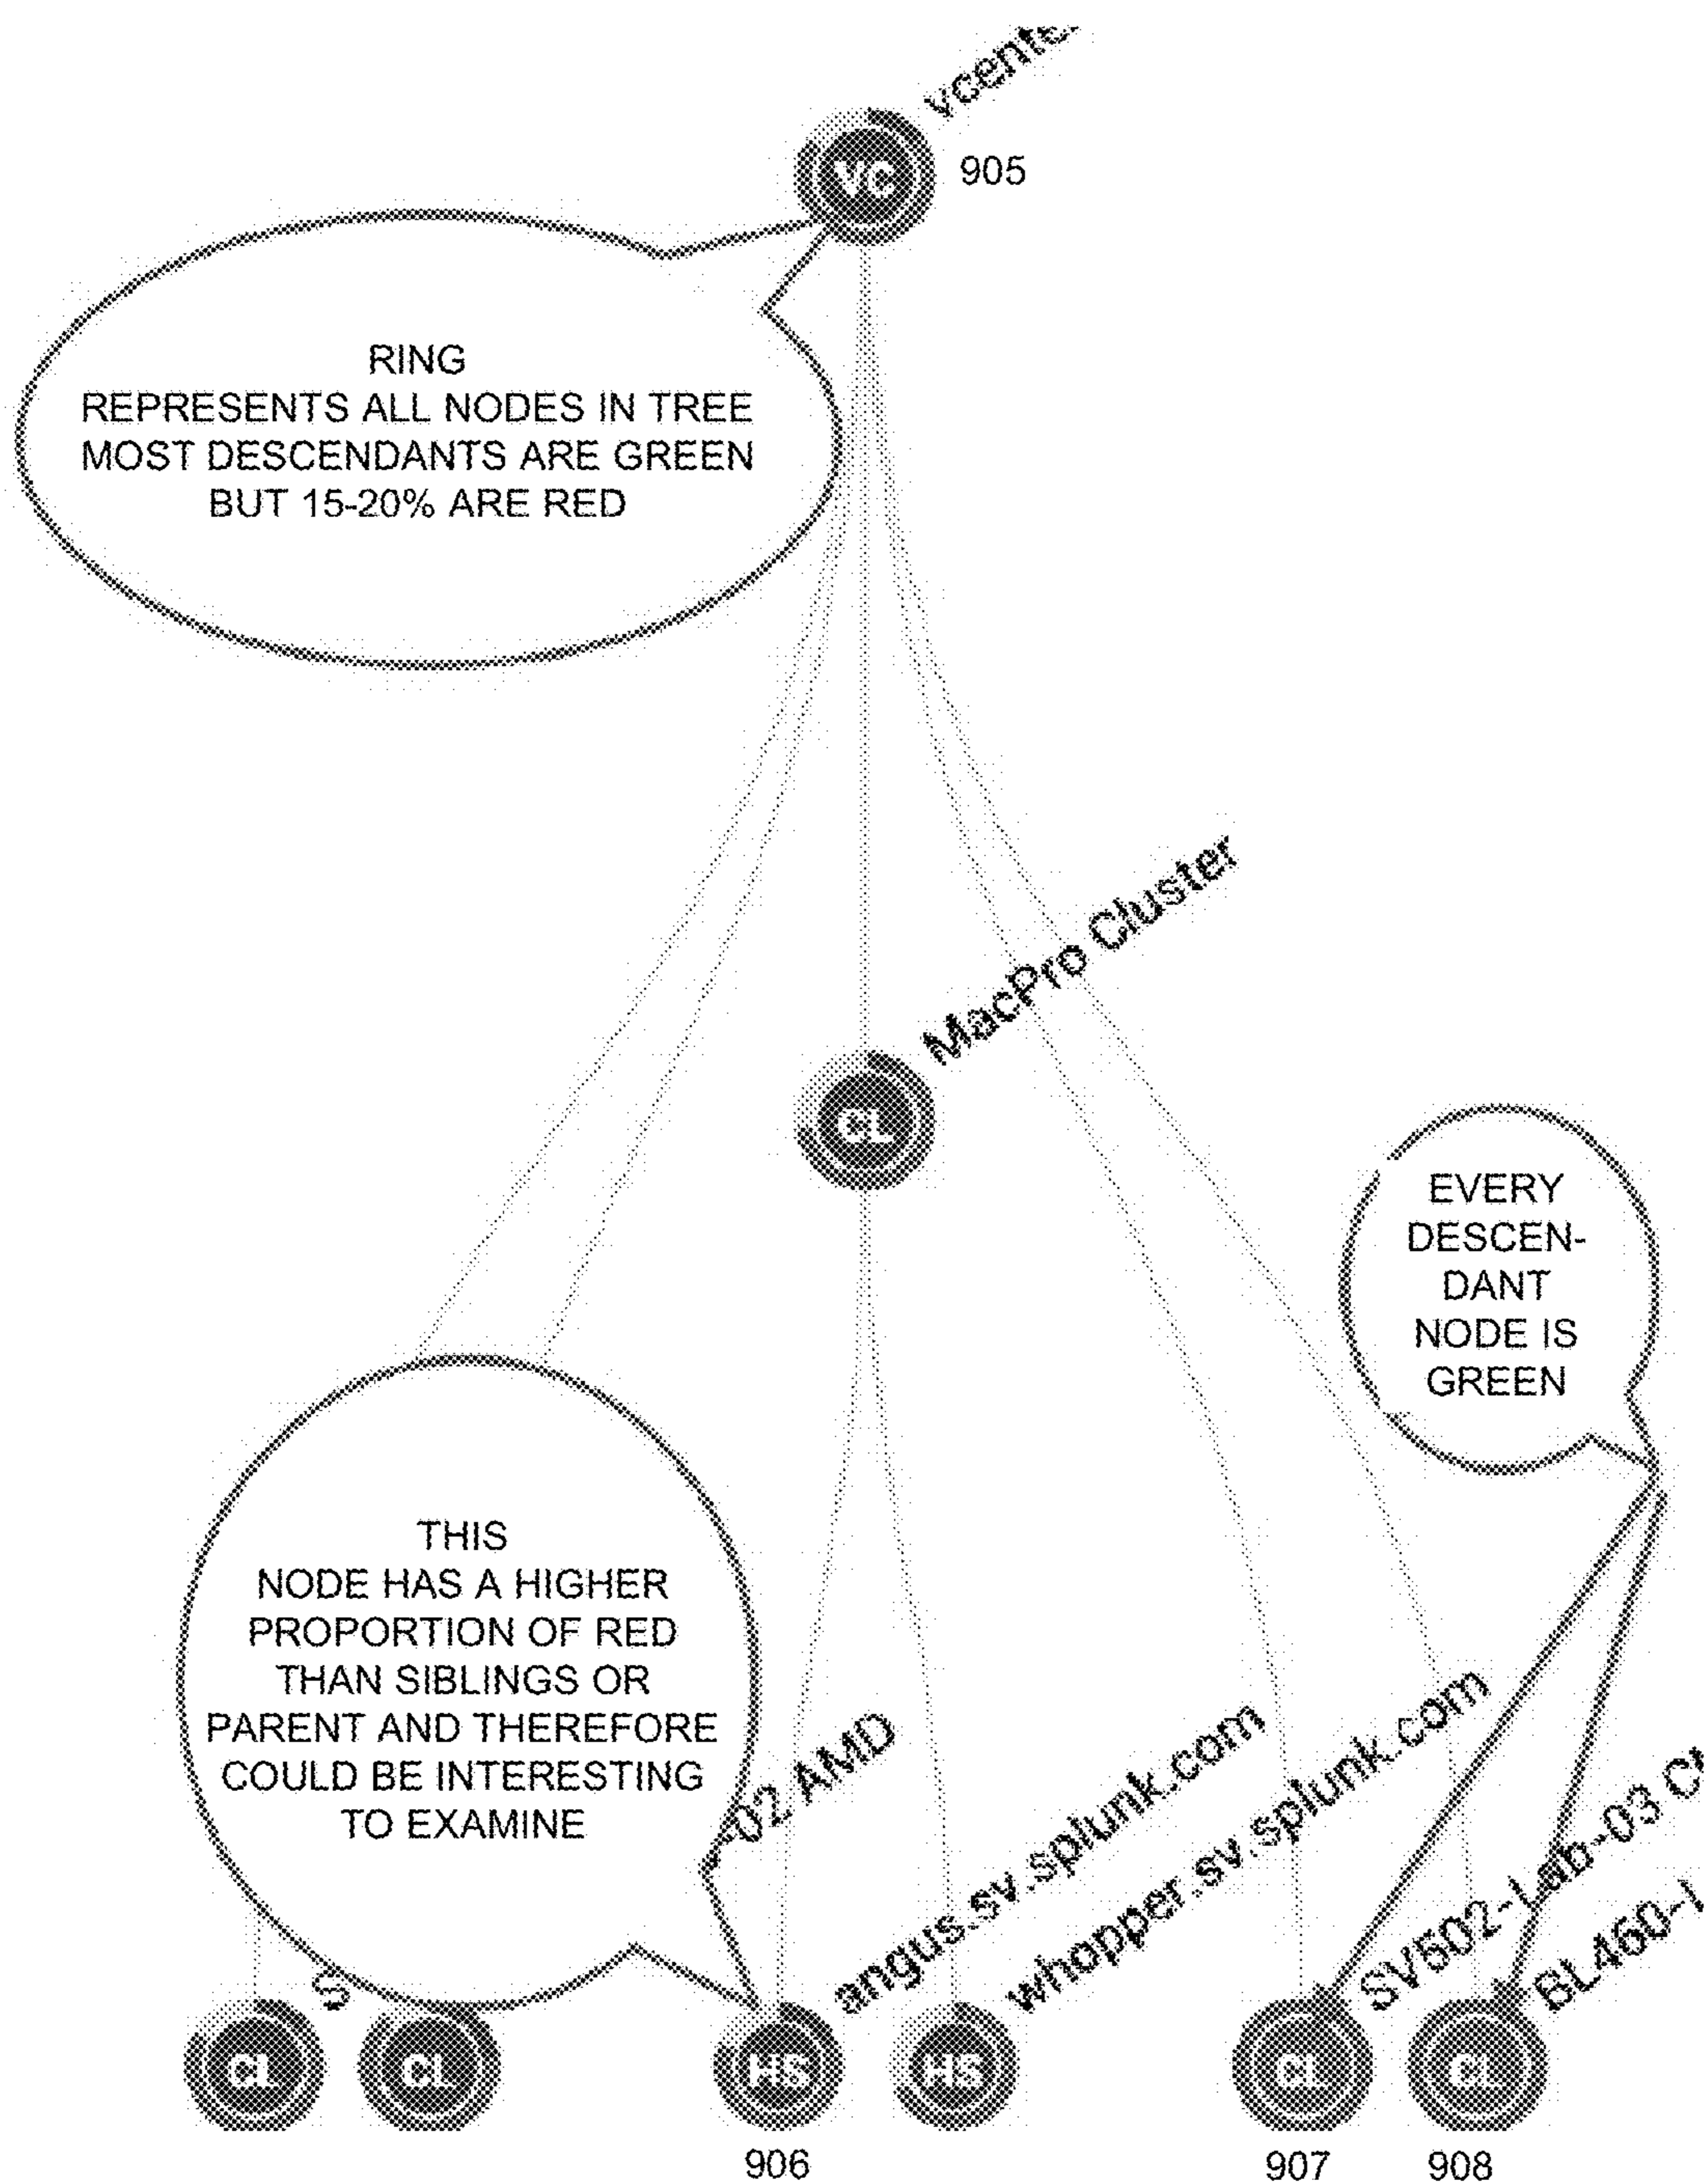 VC
905
RING
REPRESENTS ALL NODES IN TREE
MOST DESCENDANTS ARE GREEN
BUT 15-20% ARE RED
MacPro Cluster
CL
EVERY
DESCEN-
DANT
NODE IS
GREEN
THIS
NODE HAS A HIGHER
PROPORTION OF RED
THAN SIBLINGS OR
PARENT AND THEREFORE
COULD BE INTERESTING
TO EXAMINE
-02 AMD
angus.sv.splunk.com
whopper.sv.splunk.com
SV502-Lab-03
BL460-
S
CL
CL
HS
HS
CL
CL
906
907
908